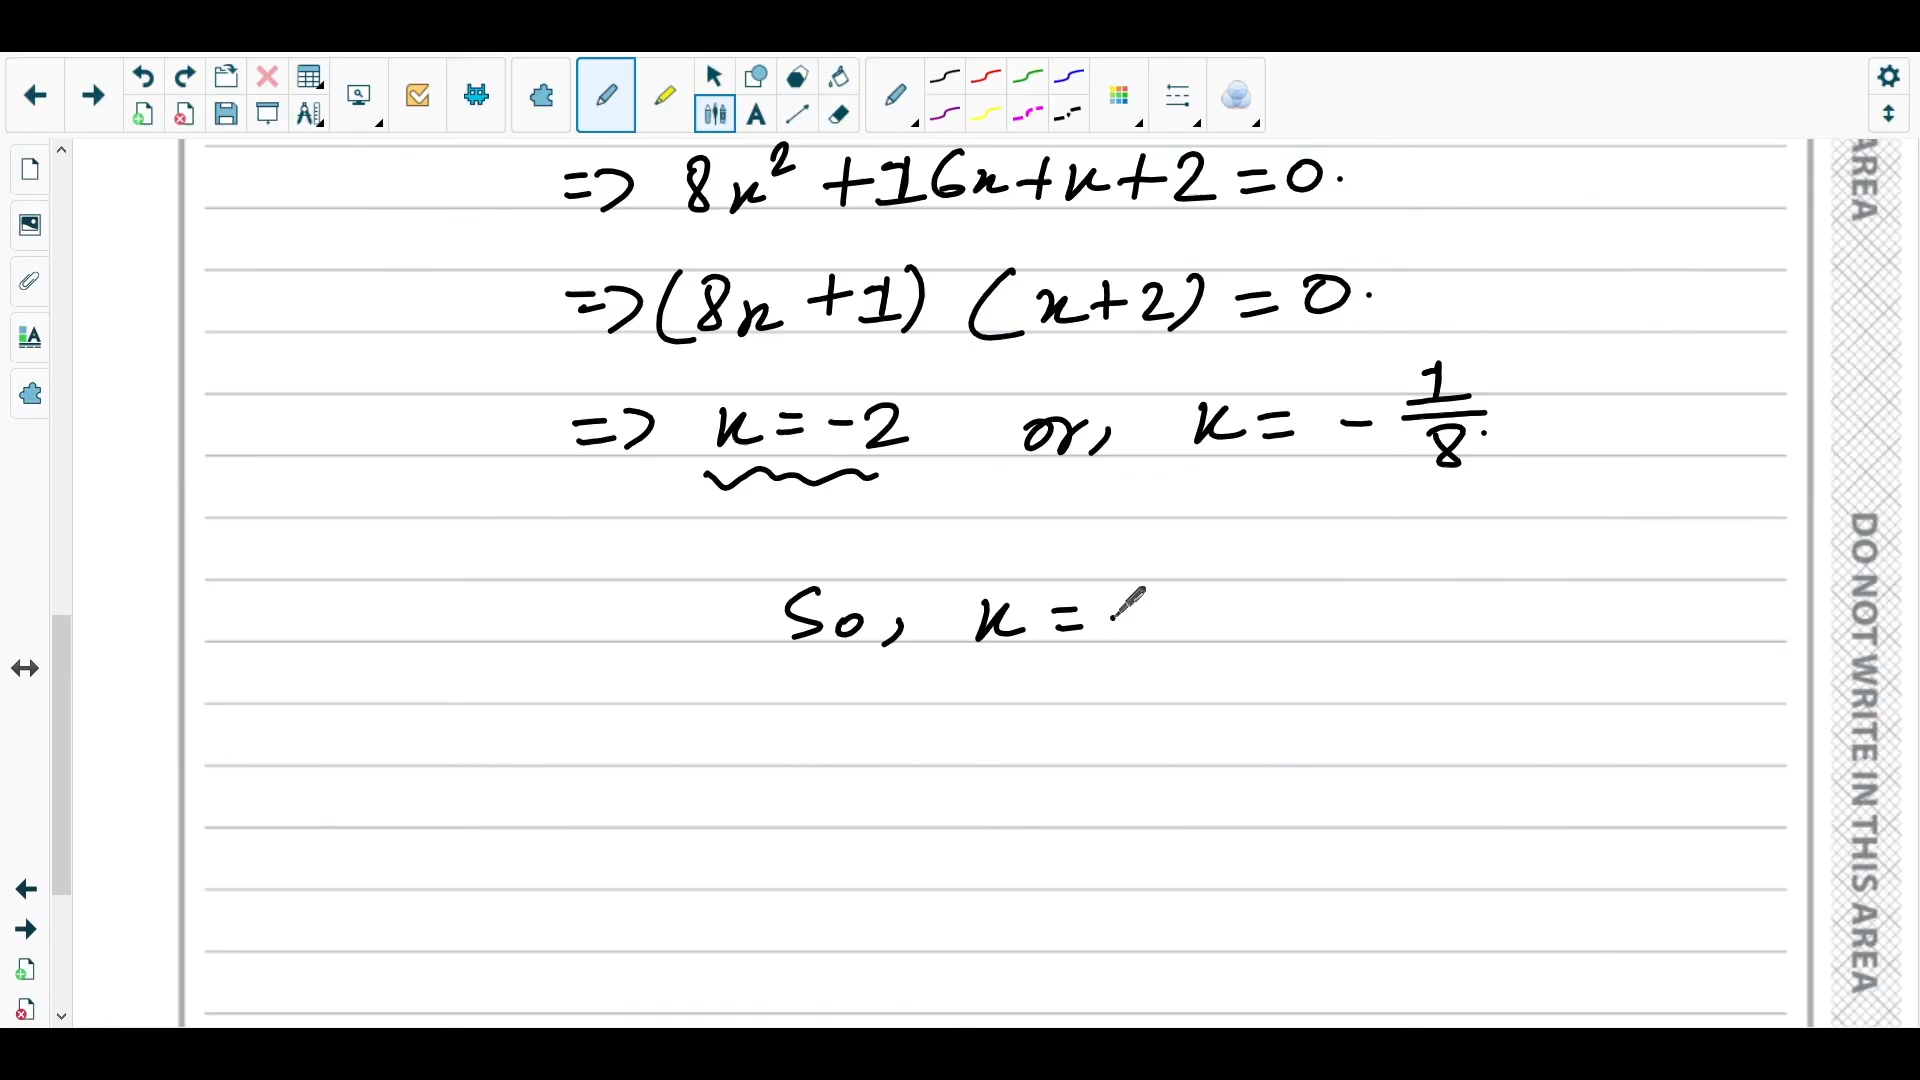 => 8x² + 16x + x + 2 = 0.
=> (8x + 1) (x + 2) = 0.
=> x = -2 or, x = - 1/8.
So, x =
AREA
DO NOT WRITE IN THIS AREA